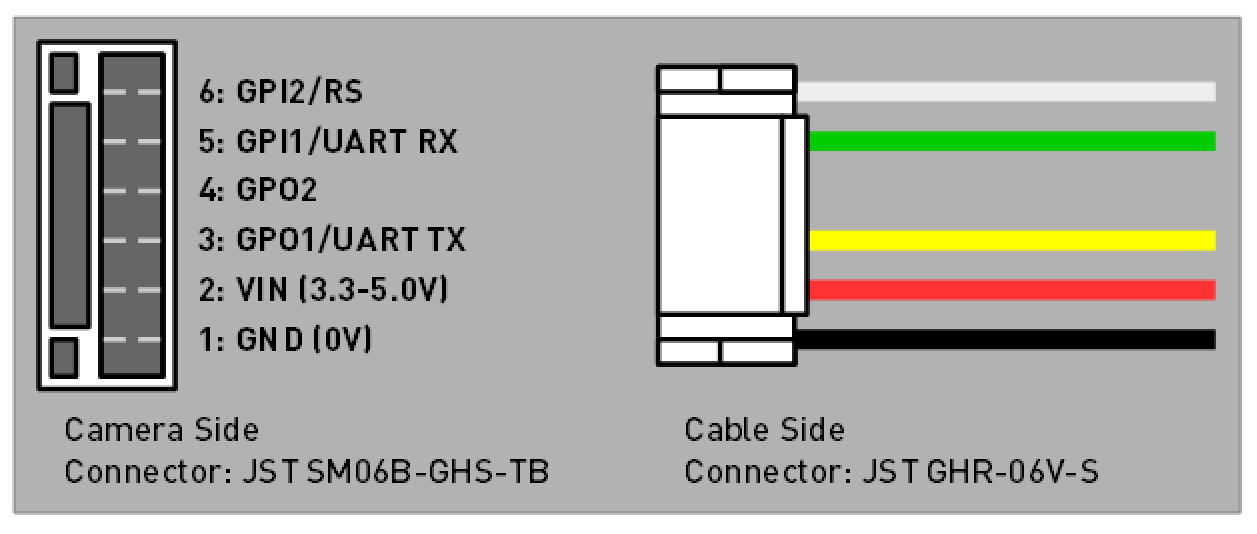 6: GPI2/RS
5: GPI1/UART RX
4: GPO2
3: GPO1/UART TX
2: VIN (3.3-5.0V)
1: GND (0V)
Camera Side
Connector: JST SM06B-GHS-TB
Cable Side
Connector: JST GHR-06V-S